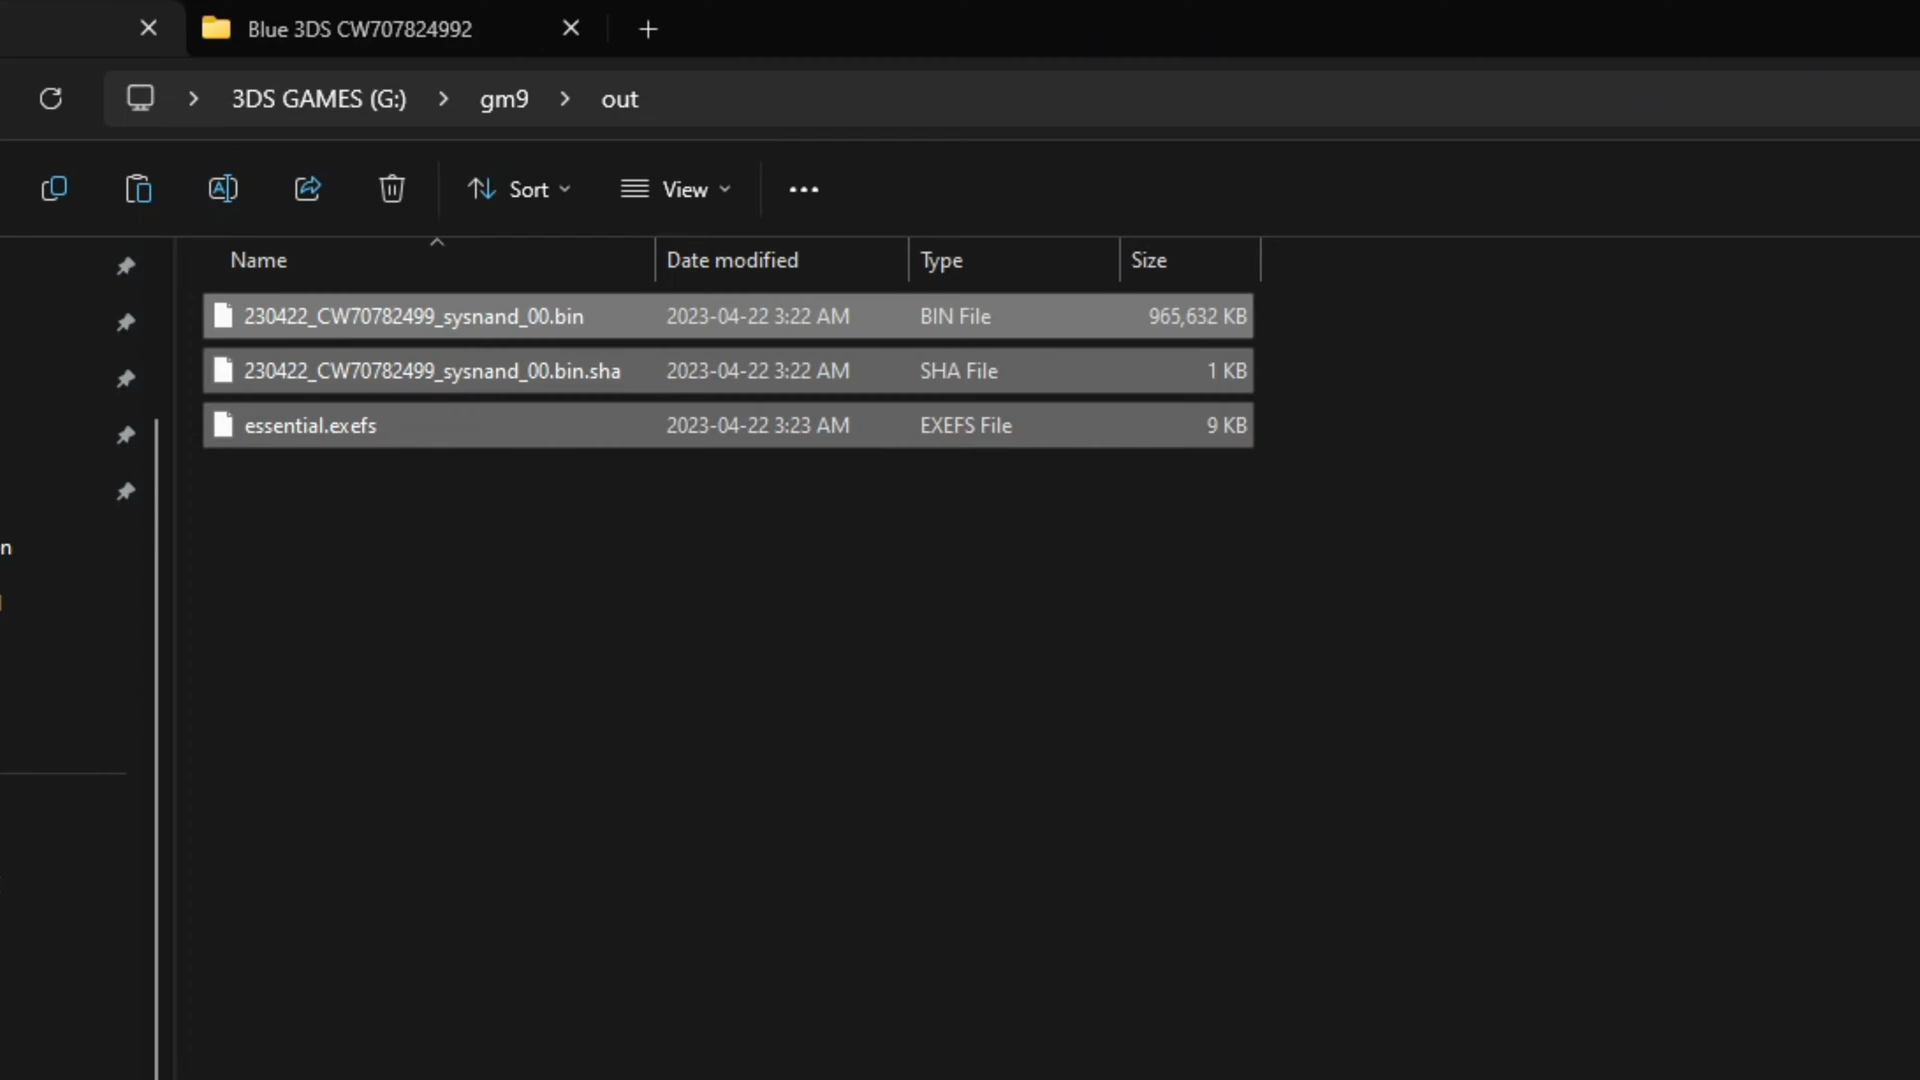 Blue 3DS CW707824992
3DS GAMES (G:) gm9 out
Sort View
Name Date modified Type Size
230422_CW70782499_sysnand_00.bin 2023-04-22 3:22 AM BIN File 965,632 KB
230422_CW70782499_sysnand_00.bin.sha 2023-04-22 3:22 AM SHA File 1 KB
essential.exefs 2023-04-22 3:23 AM EXEFS File 9 KB
n